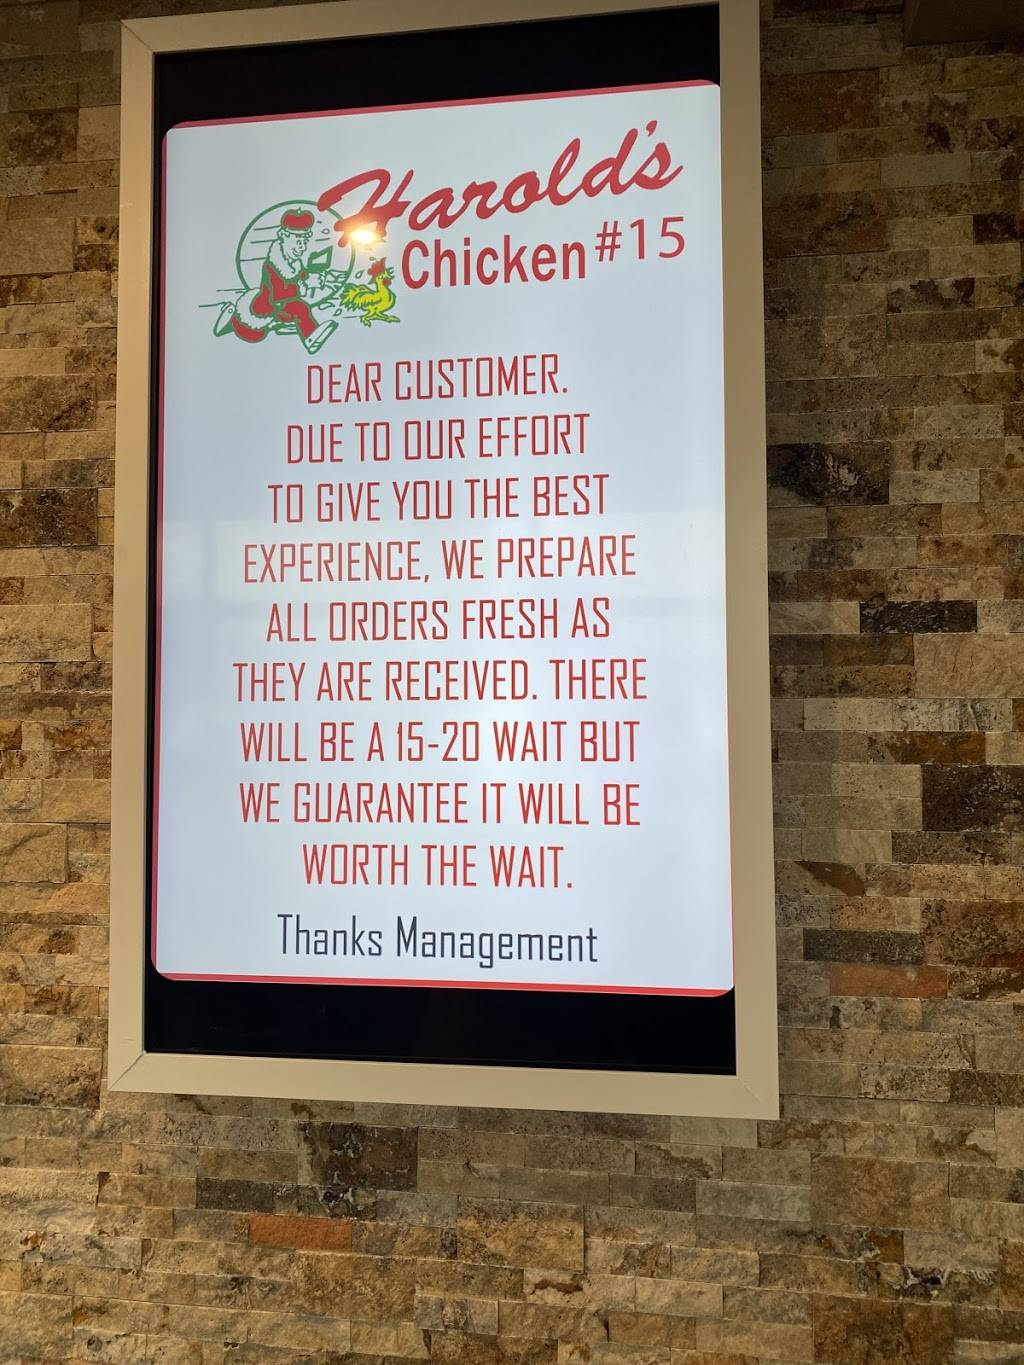 Harold's
Chicken #15
DEAR CUSTOMER.
DUE TO OUR EFFORT
TO GIVE YOU THE BEST
EXPERIENCE, WE PREPARE
ALL ORDERS FRESH AS
THEY ARE RECEIVED. THERE
WILL BE A 15-20 WAIT BUT
WE GUARANTEE IT WILL BE
WORTH THE WAIT.
Thanks Management